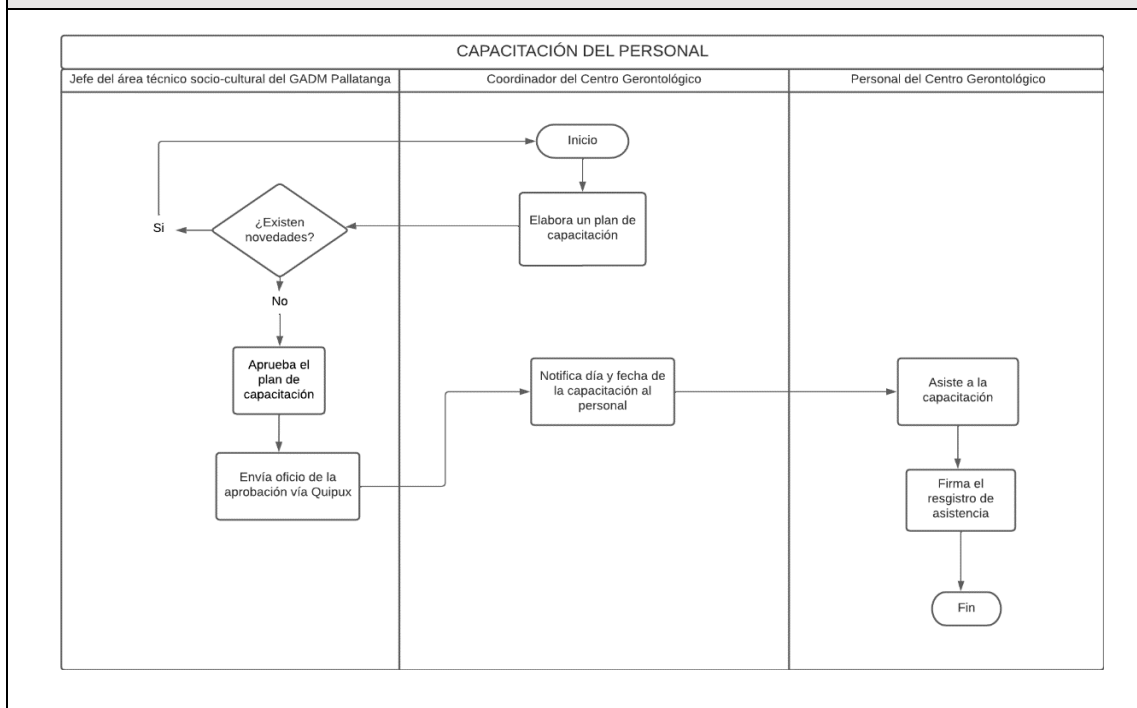 CAPACITACIÓN DEL PERSONAL
Jefe del área técnico socio-cultural del GADM Pallatanga
Coordinador del Centro Gerontológico
Personal del Centro Gerontológico
Inicio
Elabora un plan de
capacitación
¿Existen
novedades?
Si
No
Aprueba el
plan de
capacitación
Envía oficio de la
aprobación vía Quipux
Notifica día y fecha de
la capacitación al
personal
Asiste a la
capacitación
Firma el
resgistro de
asistencia
Fin